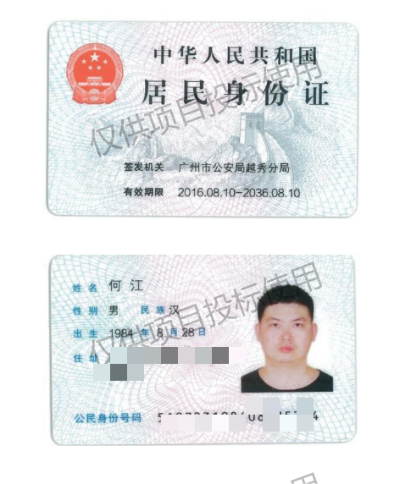 中华人民共和国
居民身份证
仅供项目投标使用
签发机关 广州市公安局越秀分局
有效期限 2016.08.10-2036.08.10
姓名 何江
性别 男 民族 汉
出生 1984 年 8 月 28 日
住址
仅供项目投标使用
公民身份号码
用